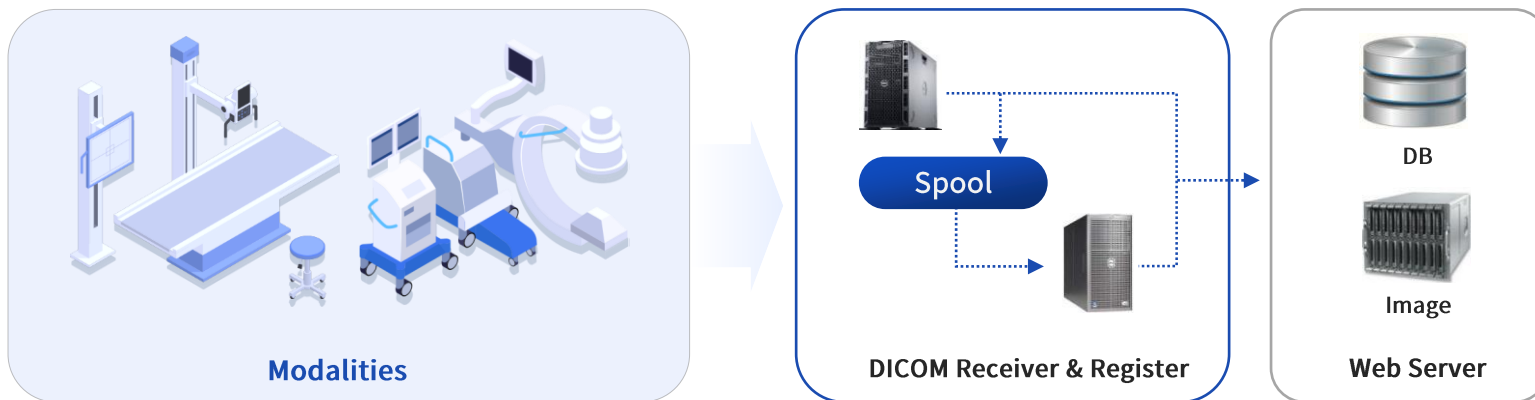 Spool
DB
Image
Modalities
DICOM Receiver & Register
Web Server